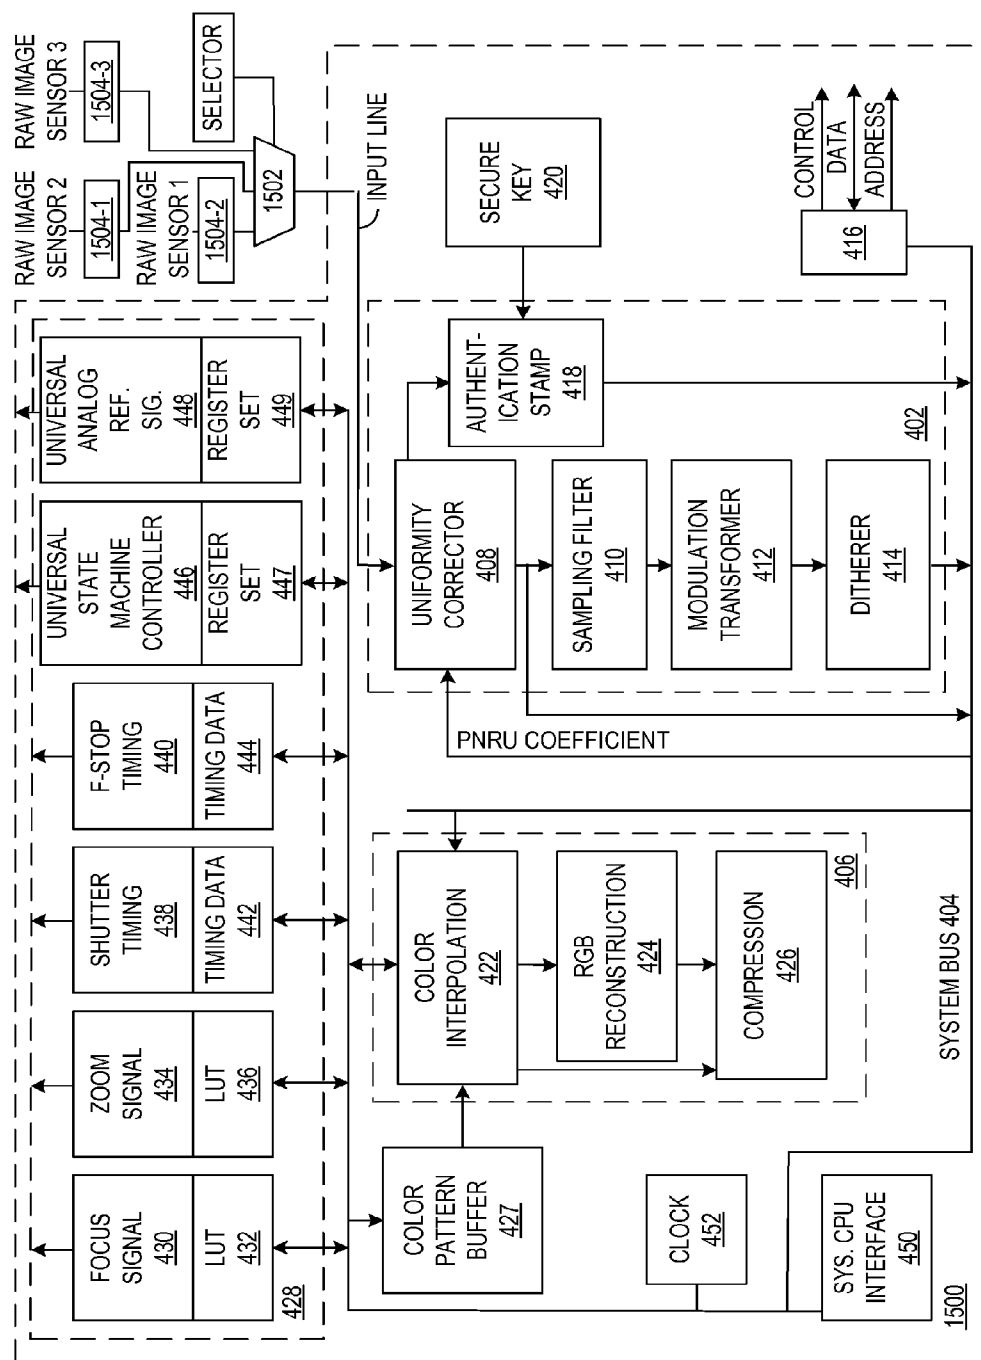 RAW IMAGE
SENSOR 3
1504-3
SELECTOR
RAW IMAGE
SENSOR 2
1504-1
RAW IMAGE
SENSOR 1
1504-2
1502
INPUT LINE
SECURE
KEY
420
CONTROL
DATA
ADDRESS
416
UNIVERSAL
ANALOG
REF.
SIG.
448
REGISTER
SET
449
UNIVERSAL
STATE
MACHINE
CONTROLLER
446
REGISTER
SET
447
F-STOP
TIMING
440
TIMING DATA
444
SHUTTER
TIMING
438
TIMING DATA
442
ZOOM
SIGNAL
434
LUT
436
FOCUS
SIGNAL
430
LUT
432
428
AUTHENT-
ICATION
STAMP
418
402
UNIFORMITY
CORRECTOR
408
SAMPLING FILTER
410
MODULATION
TRANSFORMER
412
DITHERER
414
PNRU COEFFICIENT
COLOR
INTERPOLATION
422
RGB
RECONSTRUCTION
424
COMPRESSION
426
406
SYSTEM BUS 404
COLOR
PATTERN
BUFFER
427
CLOCK
452
SYS. CPU
INTERFACE
450
1500